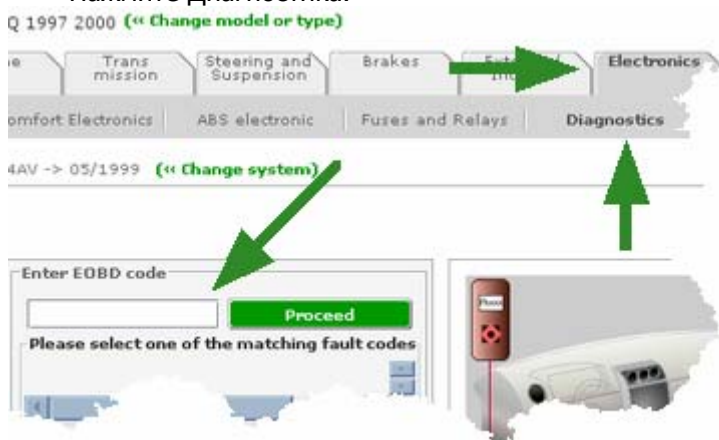 Нажмите Диагностика.
Q 1997 2000 (‹‹ Change model or type)
Trans mission
Steering and Suspension
Brakes
Electronics
omfort Electronics
ABS electronic
Fuses and Relays
Diagnostics
4AV -> 05/1999 (‹‹ Change system)
Enter EOBD code
Proceed
Please select one of the matching fault codes